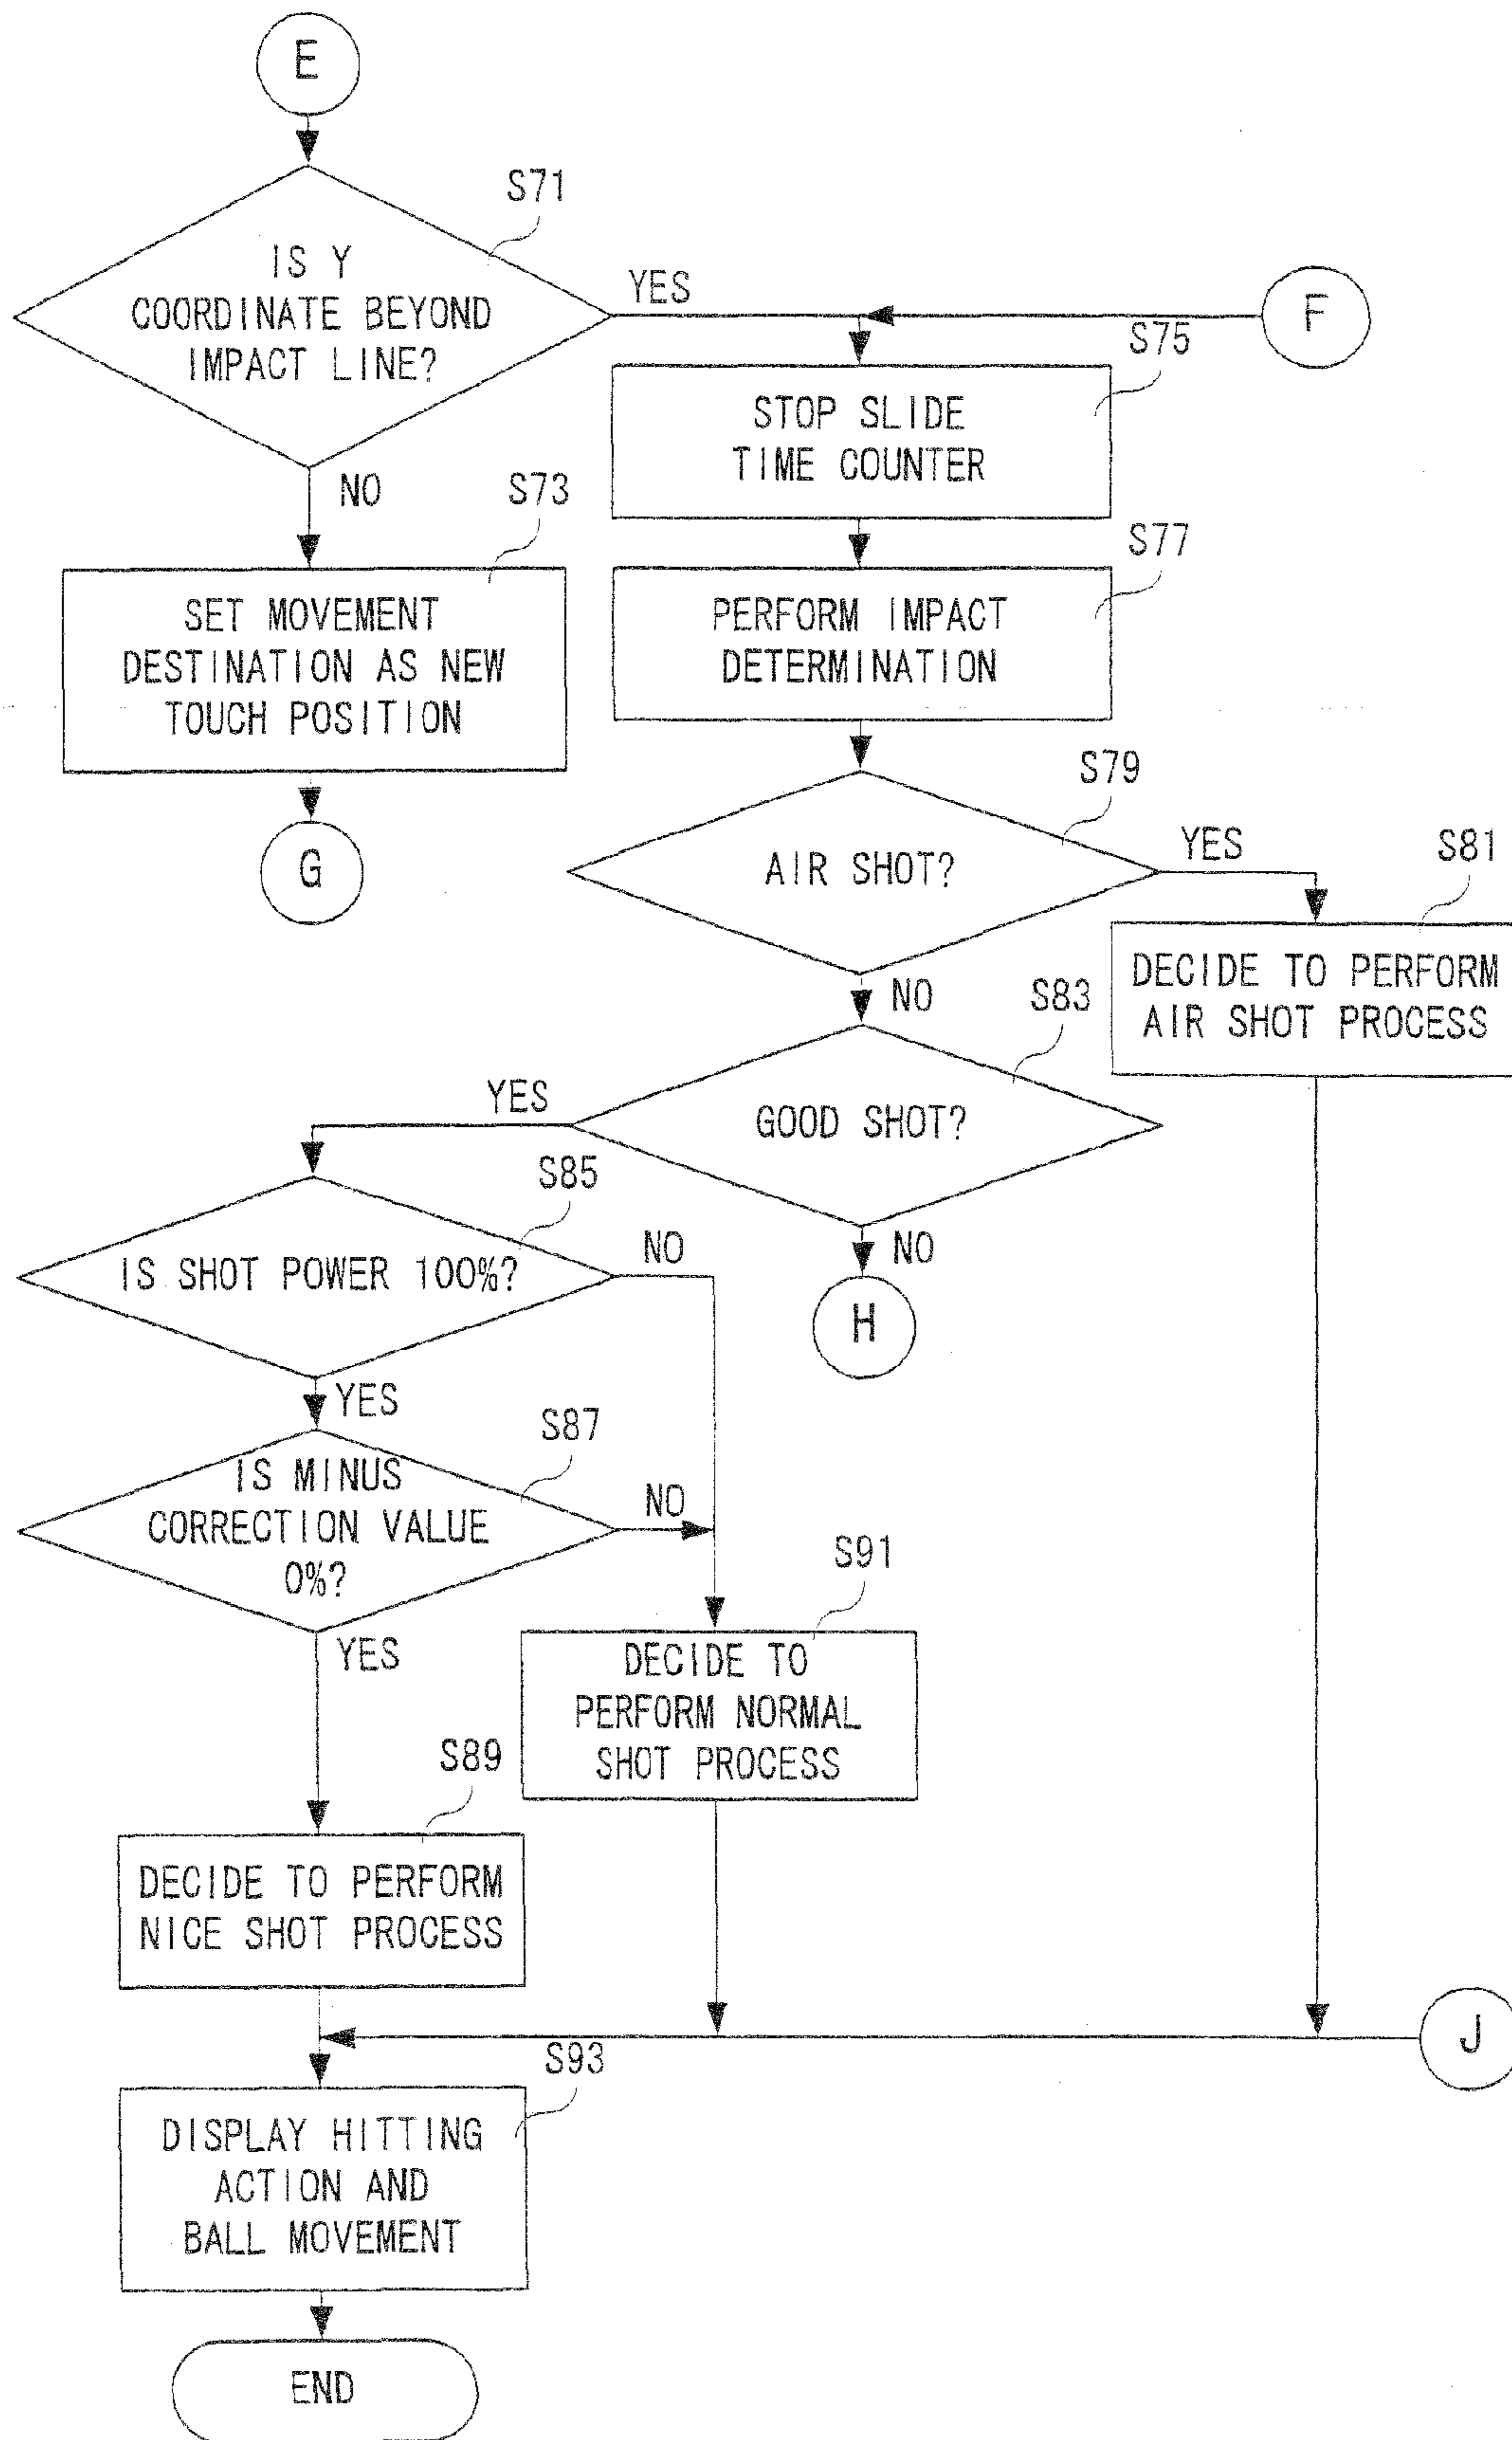 E
S71
IS Y
COORDINATE BEYOND
IMPACT LINE?
YES
F
NO
S75
STOP SLIDE
TIME COUNTER
S73
SET MOVEMENT
DESTINATION AS NEW
TOUCH POSITION
G
S77
PERFORM IMPACT
DETERMINATION
S79
AIR SHOT?
YES
S81
DECIDE TO PERFORM
AIR SHOT PROCESS
NO
S83
GOOD SHOT?
YES
NO
H
S85
IS SHOT POWER 100%?
NO
YES
S87
IS MINUS
CORRECTION VALUE
0%?
NO
YES
S91
DECIDE TO
PERFORM NORMAL
SHOT PROCESS
S89
DECIDE TO PERFORM
NICE SHOT PROCESS
J
S93
DISPLAY HITTING
ACTION AND
BALL MOVEMENT
END